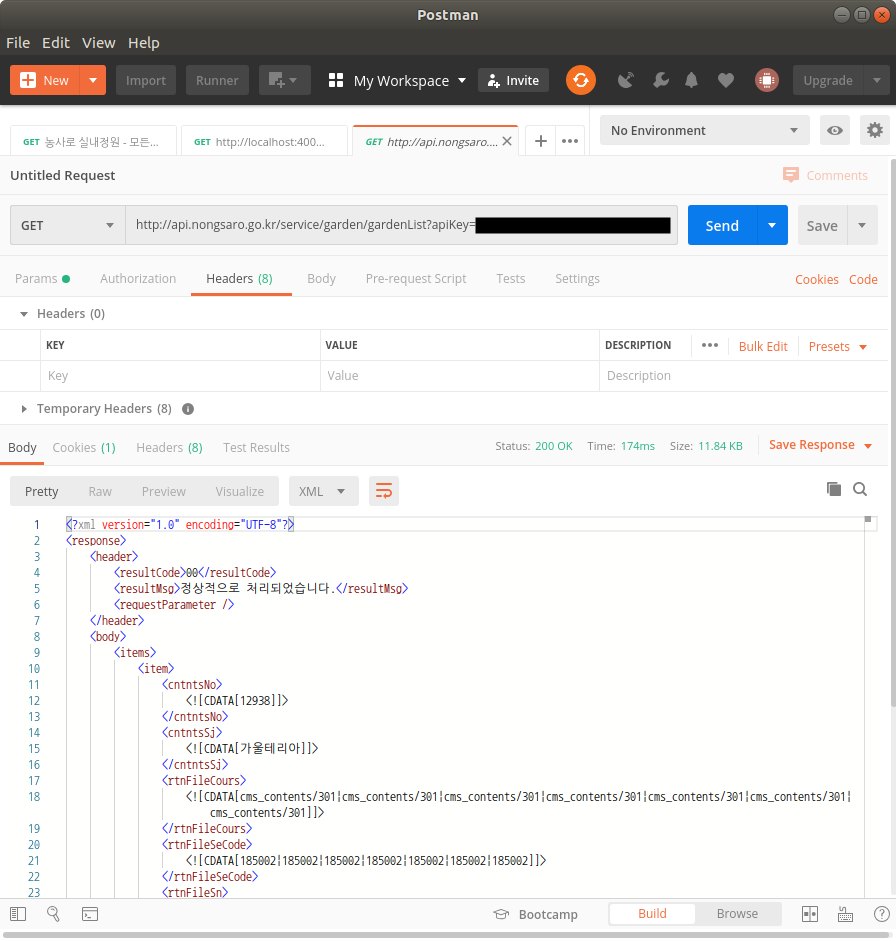 Postman
File Edit View Help
New Import Runner My Workspace Invite Upgrade
GET 농사로 실내정원 - 모든... GET http://localhost:400... GET http://api.nongsaro.... No Environment
Untitled Request Comments
GET http://api.nongsaro.go.kr/service/garden/gardenList?apiKey= Send Save
Params Authorization Headers (8) Body Pre-request Script Tests Settings Cookies Code
Headers (0)
KEY VALUE DESCRIPTION Bulk Edit Presets
Key Value Description
Temporary Headers (8)
Body Cookies (1) Headers (8) Test Results Status: 200 OK Time: 174ms Size: 11.84 KB Save Response
Pretty Raw Preview Visualize XML
1 <?xml version="1.0" encoding="UTF-8"?>
2 <response>
3 <header>
4 <resultCode>00</resultCode>
5 <resultMsg>정상적으로 처리되었습니다.</resultMsg>
6 <requestParameter />
7 </header>
8 <body>
9 <items>
10 <item>
11 <cntntsNo>
12 <![CDATA[12938]]>
13 </cntntsNo>
14 <cntntsSj>
15 <![CDATA[가울테리아]]>
16 </cntntsSj>
17 <rtnFileCours>
18 <![CDATA[cms_contents/301|cms_contents/301|cms_contents/301|cms_contents/301|cms_contents/301|cms_contents/301|
cms_contents/301]]>
19 </rtnFileCours>
20 <rtnFileSeCode>
21 <![CDATA[185002|185002|185002|185002|185002|185002|185002]]>
22 </rtnFileSeCode>
23 <rtnFileSn>
Bootcamp Build Browse